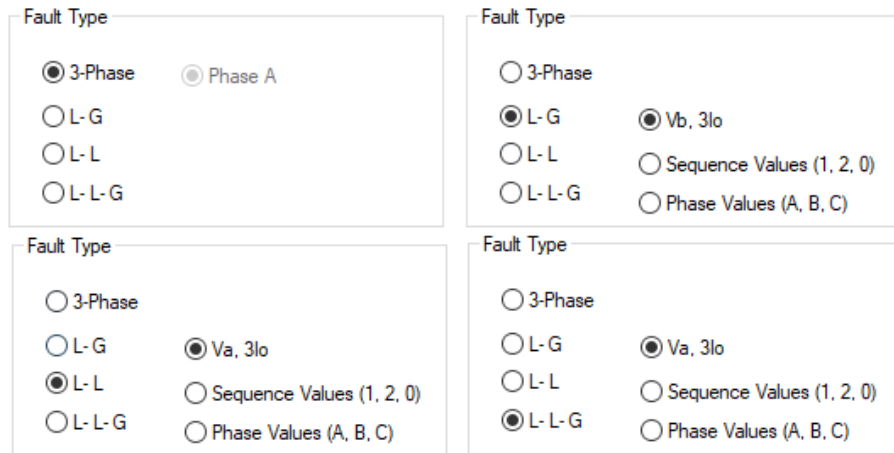 Fault Type
3-Phase Phase A
L- G
L- L
L- L- G
Fault Type
3-Phase
L- G Vb, 3Io
L- L Sequence Values (1, 2, 0)
L- L- G Phase Values (A, B, C)
Fault Type
3-Phase
L- G Va, 3Io
L- L Sequence Values (1, 2, 0)
L- L- G Phase Values (A, B, C)
Fault Type
3-Phase
L- G Va, 3Io
L- L Sequence Values (1, 2, 0)
L- L- G Phase Values (A, B, C)